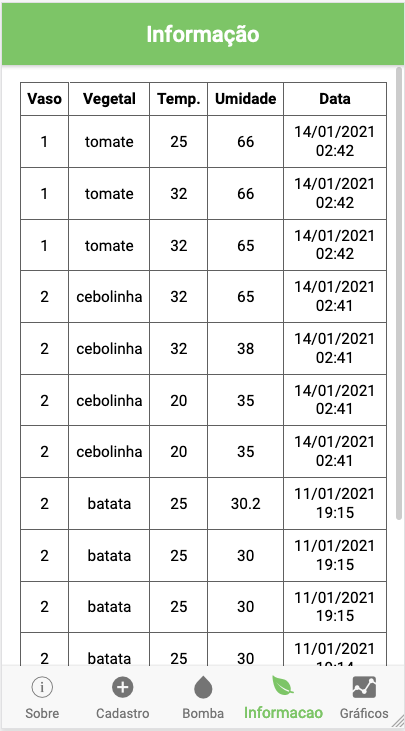 Informação
Vaso Vegetal Temp. Umidade Data
1 tomate 25 66 14/01/2021 02:42
1 tomate 32 66 14/01/2021 02:42
1 tomate 32 65 14/01/2021 02:42
2 cebolinha 32 65 14/01/2021 02:41
2 cebolinha 32 38 14/01/2021 02:41
2 cebolinha 20 35 14/01/2021 02:41
2 cebolinha 20 35 14/01/2021 02:41
2 batata 25 30.2 11/01/2021 19:15
2 batata 25 30 11/01/2021 19:15
2 batata 25 30 11/01/2021 19:15
2 batata 25 30 11/01/2021
Sobre Cadastro Bomba Informacao Gráficos